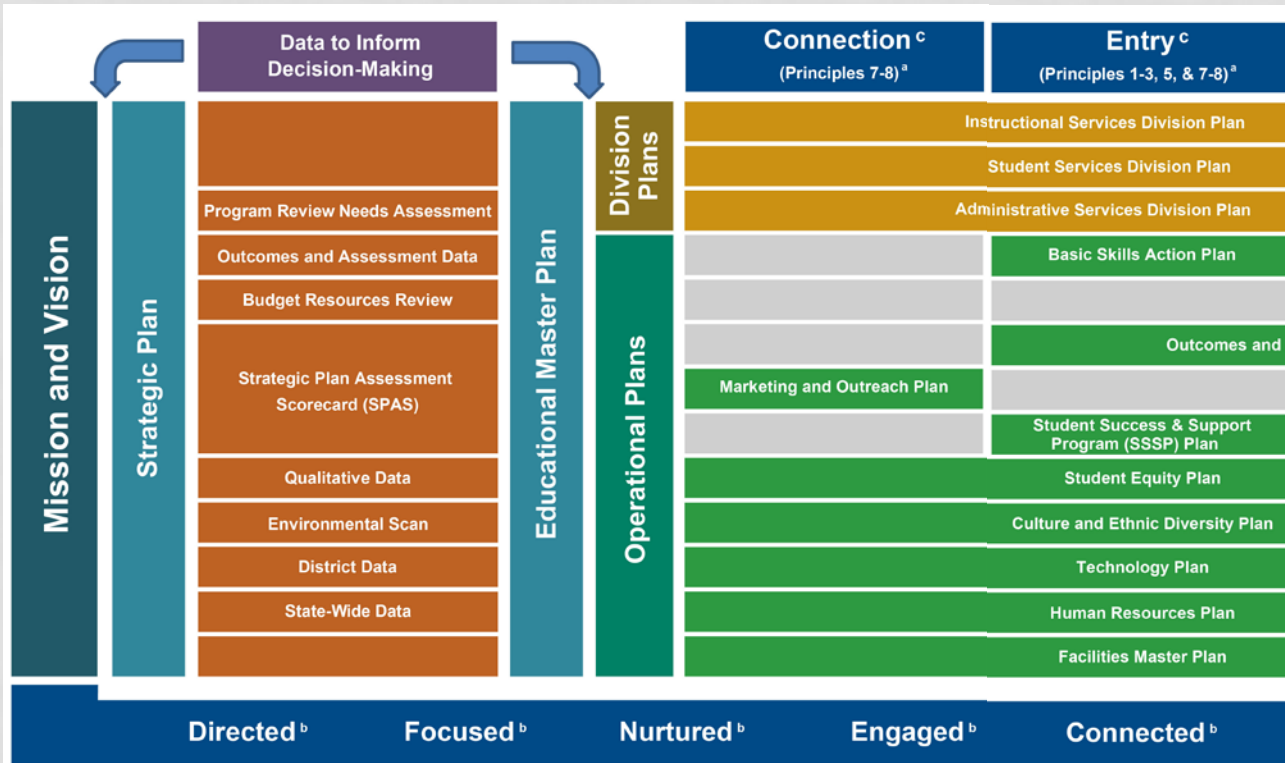 Data to Inform
Decision-Making
Connection c
(Principles 7-8) a
Entry c
(Principles 1-3, 5, & 7-8) a
Mission and Vision
Strategic Plan
Program Review Needs Assessment
Outcomes and Assessment Data
Budget Resources Review
Strategic Plan Assessment
Scorecard (SPAS)
Qualitative Data
Environmental Scan
District Data
State-Wide Data
Educational Master Plan
Division
Plans
Operational Plans
Instructional Services Division Plan
Student Services Division Plan
Administrative Services Division Plan
Basic Skills Action Plan
Outcomes and
Marketing and Outreach Plan
Student Success & Support
Program (SSSP) Plan
Student Equity Plan
Culture and Ethnic Diversity Plan
Technology Plan
Human Resources Plan
Facilities Master Plan
Directed b
Focused b
Nurtured b
Engaged b
Connected b